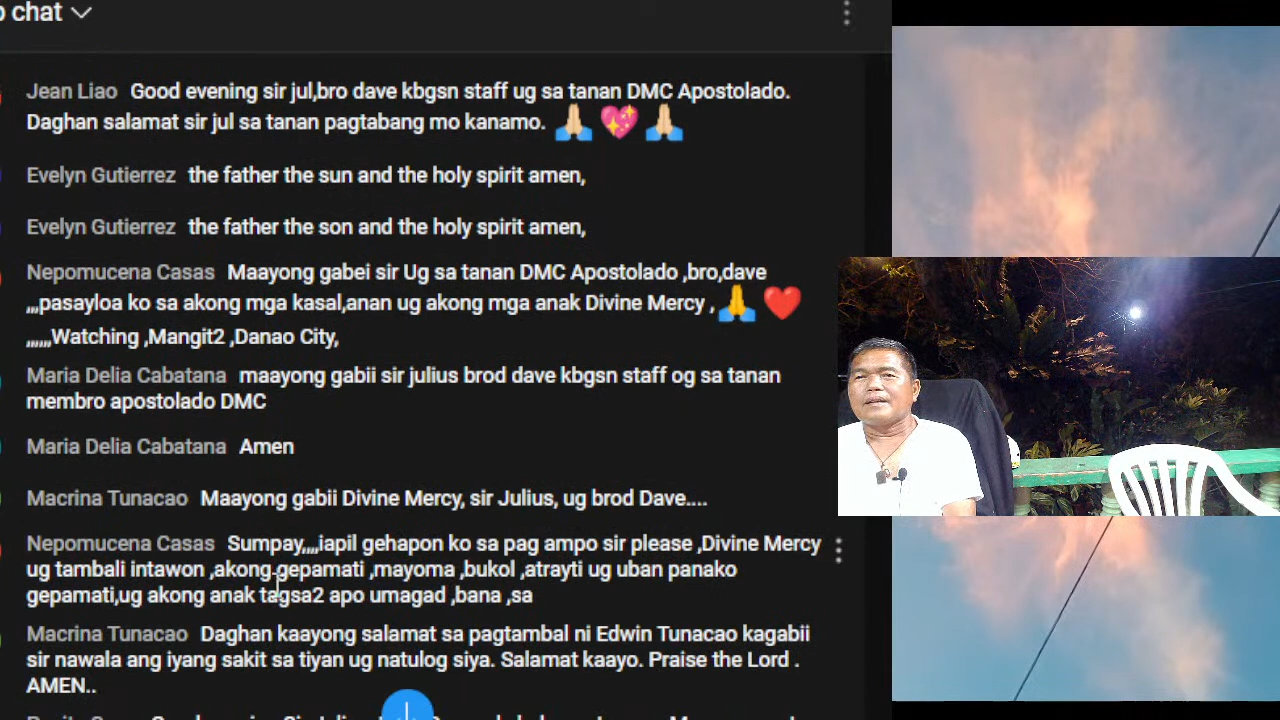 chat
Jean Liao Good evening sir jul,bro dave kbgsn staff ug sa tanan DMC Apostolado.
Daghan salamat sir jul sa tanan pagtabang mo kanamo. 🙏🏼 💖 🙏🏼
Evelyn Gutierrez the father the sun and the holy spirit amen,
Evelyn Gutierrez the father the son and the holy spirit amen,
Nepomucena Casas Maayong gabei sir Ug sa tanan DMC Apostolado ,bro,dave
,,,pasayloa ko sa akong mga kasal,anan ug akong mga anak Divine Mercy , 🙏 ❤️
,,,,,,Watching ,Mangit2 ,Danao City,
Maria Delia Cabatana maayong gabii sir julius brod dave kbgsn staff og sa tanan
membro apostolado DMC
Maria Delia Cabatana Amen
Macrina Tunacao Maayong gabii Divine Mercy, sir Julius, ug brod Dave....
Nepomucena Casas Sumpay,,,,iapil gehapon ko sa pag ampo sir please ,Divine Mercy
ug tambali intawon ,akong gepamati ,mayoma ,bukol ,atrayti ug uban panako
gepamati,ug akong anak tagsa2 apo umagad ,bana ,sa
Macrina Tunacao Daghan kaayong salamat sa pagtambal ni Edwin Tunacao kagabii
sir nawala ang iyang sakit sa tiyan ug natulog siya. Salamat kaayo. Praise the Lord .
AMEN..